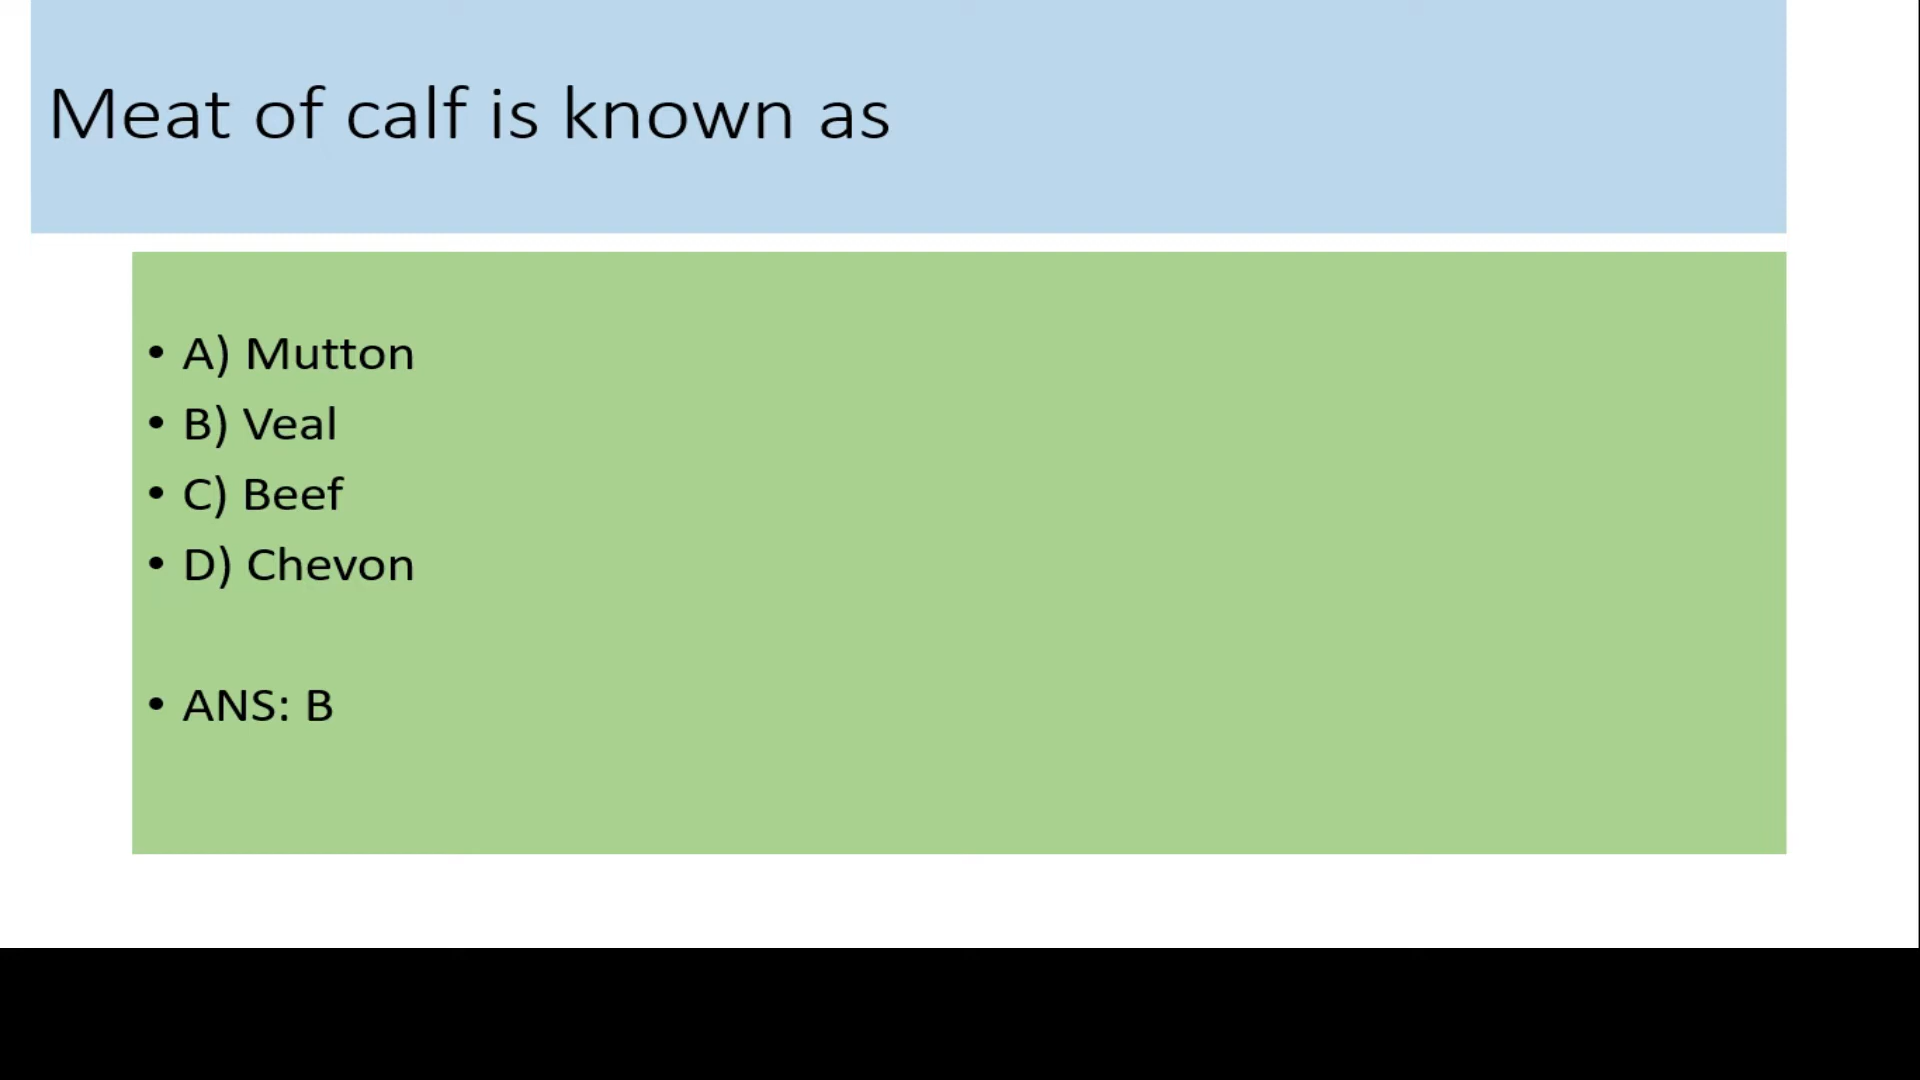 Meat of calf is known as
• A) Mutton
• B) Veal
• C) Beef
• D) Chevon
• ANS: B